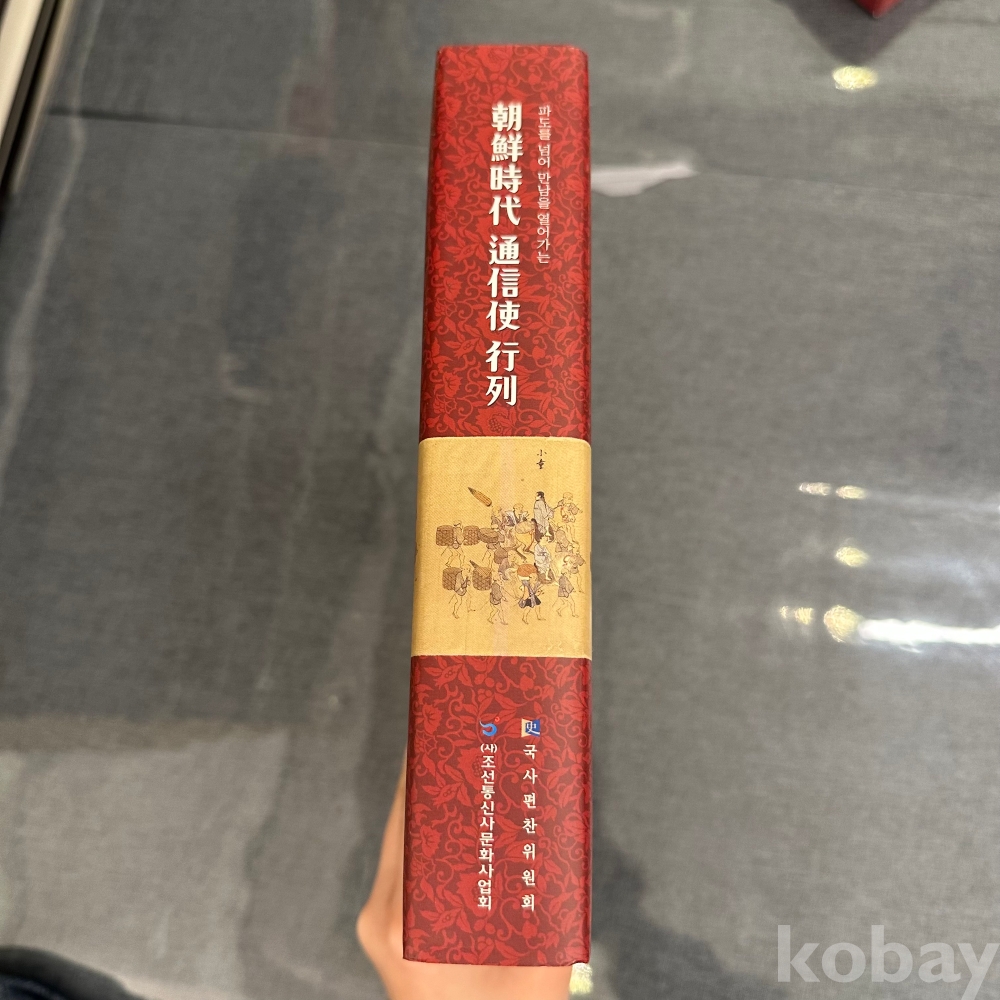 파도를 넘어 만남을 열어가는
朝鮮時代 通信使 行列
小童
史
국사편찬위원회
(사)조선통신사문화사업회
kobay